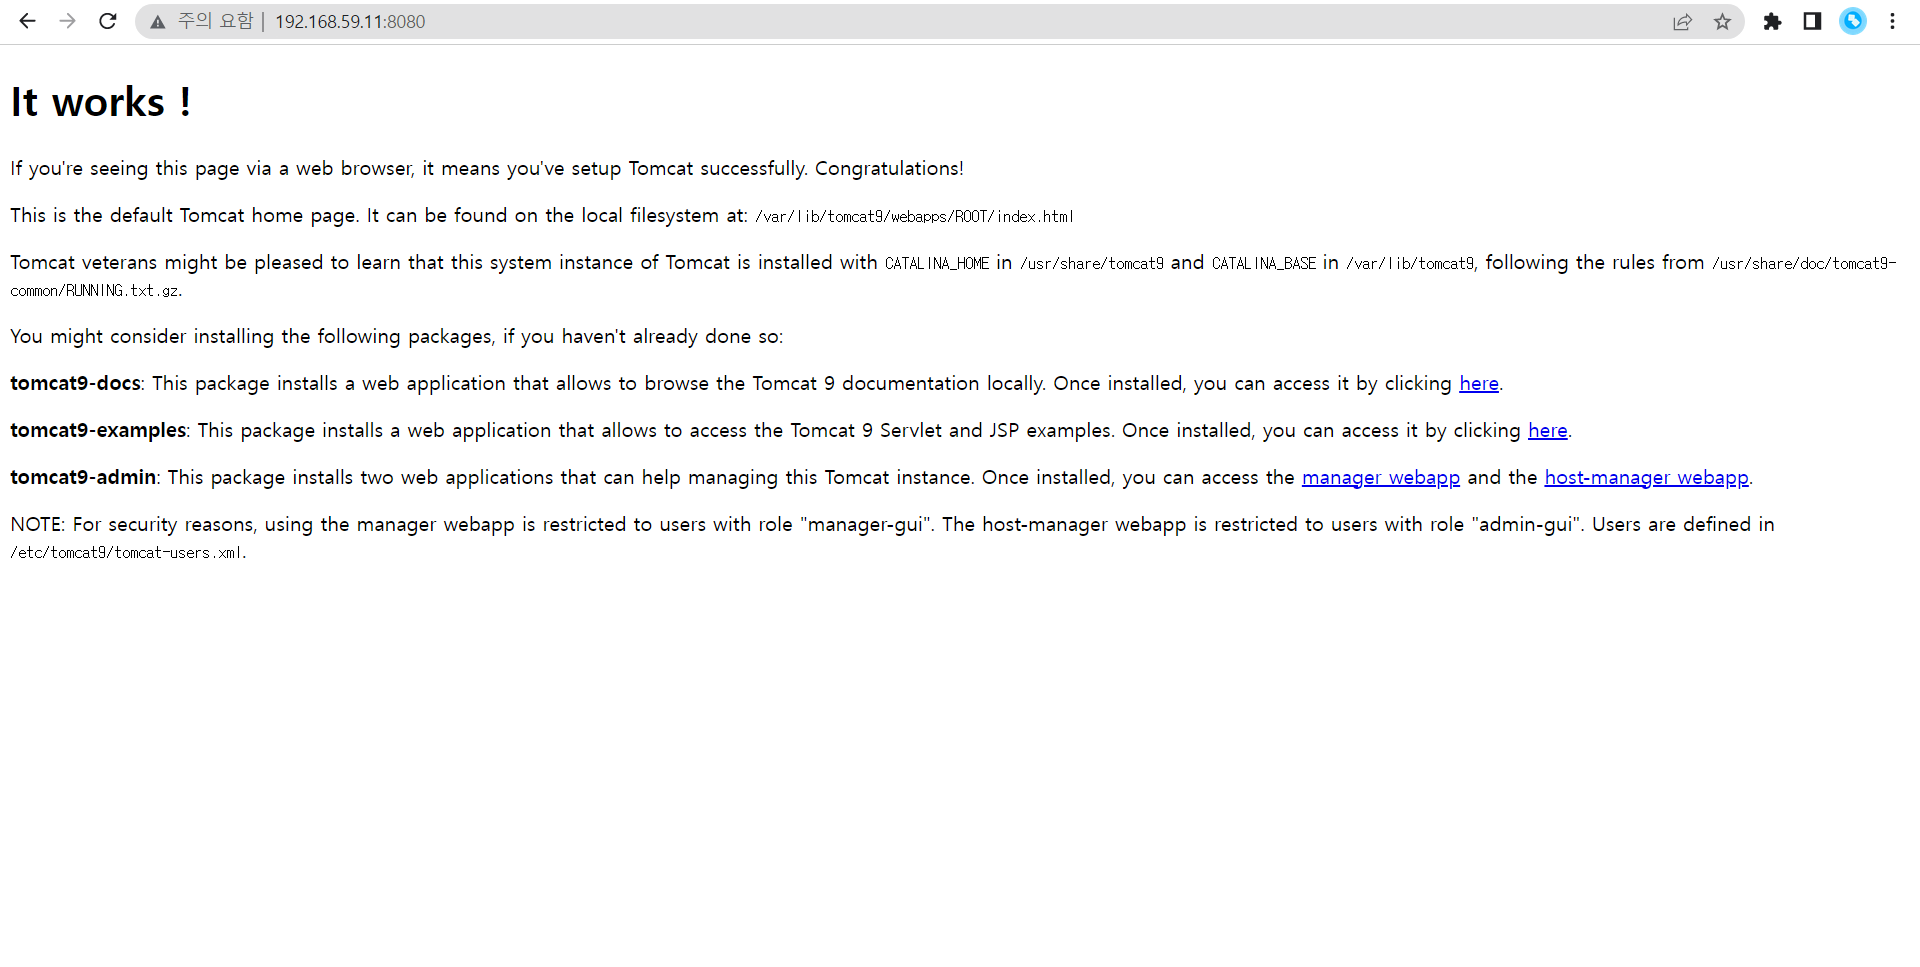 주의 요함 | 192.168.59.11:8080
It works !
If you're seeing this page via a web browser, it means you've setup Tomcat successfully. Congratulations!
This is the default Tomcat home page. It can be found on the local filesystem at: /var/lib/tomcat9/webapps/ROOT/index.html
Tomcat veterans might be pleased to learn that this system instance of Tomcat is installed with CATALINA_HOME in /usr/share/tomcat9 and CATALINA_BASE in /var/lib/tomcat9, following the rules from /usr/share/doc/tomcat9-
common/RUNNING.txt.gz.
You might consider installing the following packages, if you haven't already done so:
tomcat9-docs: This package installs a web application that allows to browse the Tomcat 9 documentation locally. Once installed, you can access it by clicking here.
tomcat9-examples: This package installs a web application that allows to access the Tomcat 9 Servlet and JSP examples. Once installed, you can access it by clicking here.
tomcat9-admin: This package installs two web applications that can help managing this Tomcat instance. Once installed, you can access the manager webapp and the host-manager webapp.
NOTE: For security reasons, using the manager webapp is restricted to users with role "manager-gui". The host-manager webapp is restricted to users with role "admin-gui". Users are defined in
/etc/tomcat9/tomcat-users.xml.